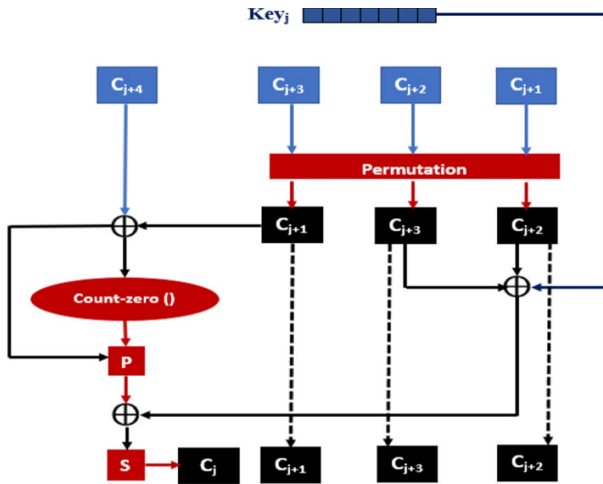 Keyj
Cj+4 Cj+3 Cj+2 Cj+1
Permutation
Cj+1 Cj+3 Cj+2
Count-zero ()
P
S Cj Cj+1 Cj+3 Cj+2